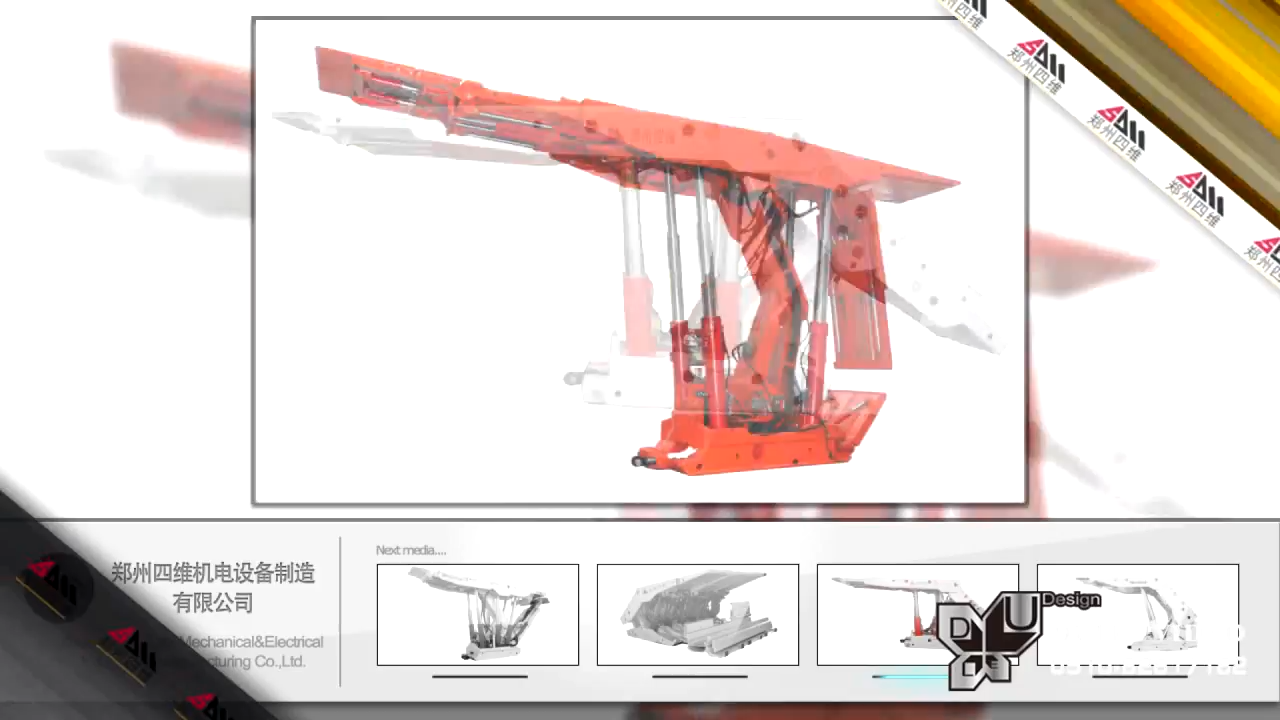 郑州四维
郑州四维
郑州四维
郑州四维
郑州四维
Next media....
郑州四维机电设备制造
有限公司
Mechanical&Electrical
turing Co.,Ltd.
DYU
Design